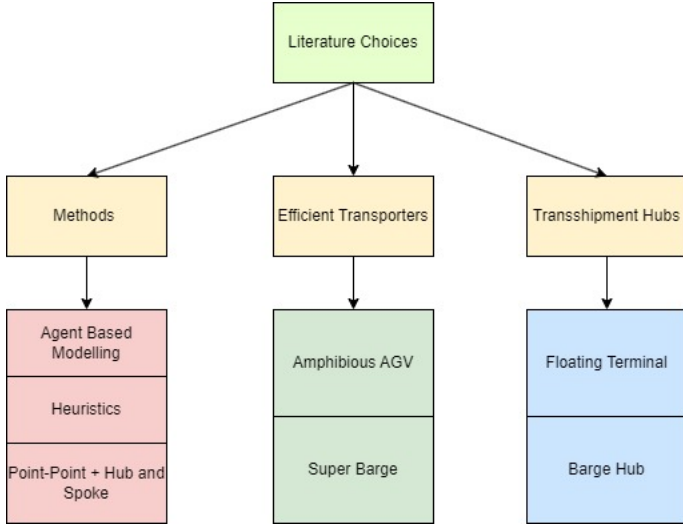 Literature Choices
Methods
Efficient Transporters
Transshipment Hubs
Agent Based
Modelling
Heuristics
Point-Point + Hub and
Spoke
Amphibious AGV
Super Barge
Floating Terminal
Barge Hub